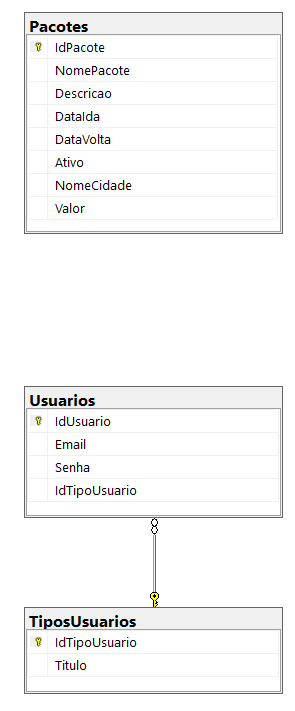 Pacotes
IdPacote
NomePacote
Descricao
DataIda
DataVolta
Ativo
NomeCidade
Valor
Usuarios
IdUsuario
Email
Senha
IdTipoUsuario
TiposUsuarios
IdTipoUsuario
Titulo